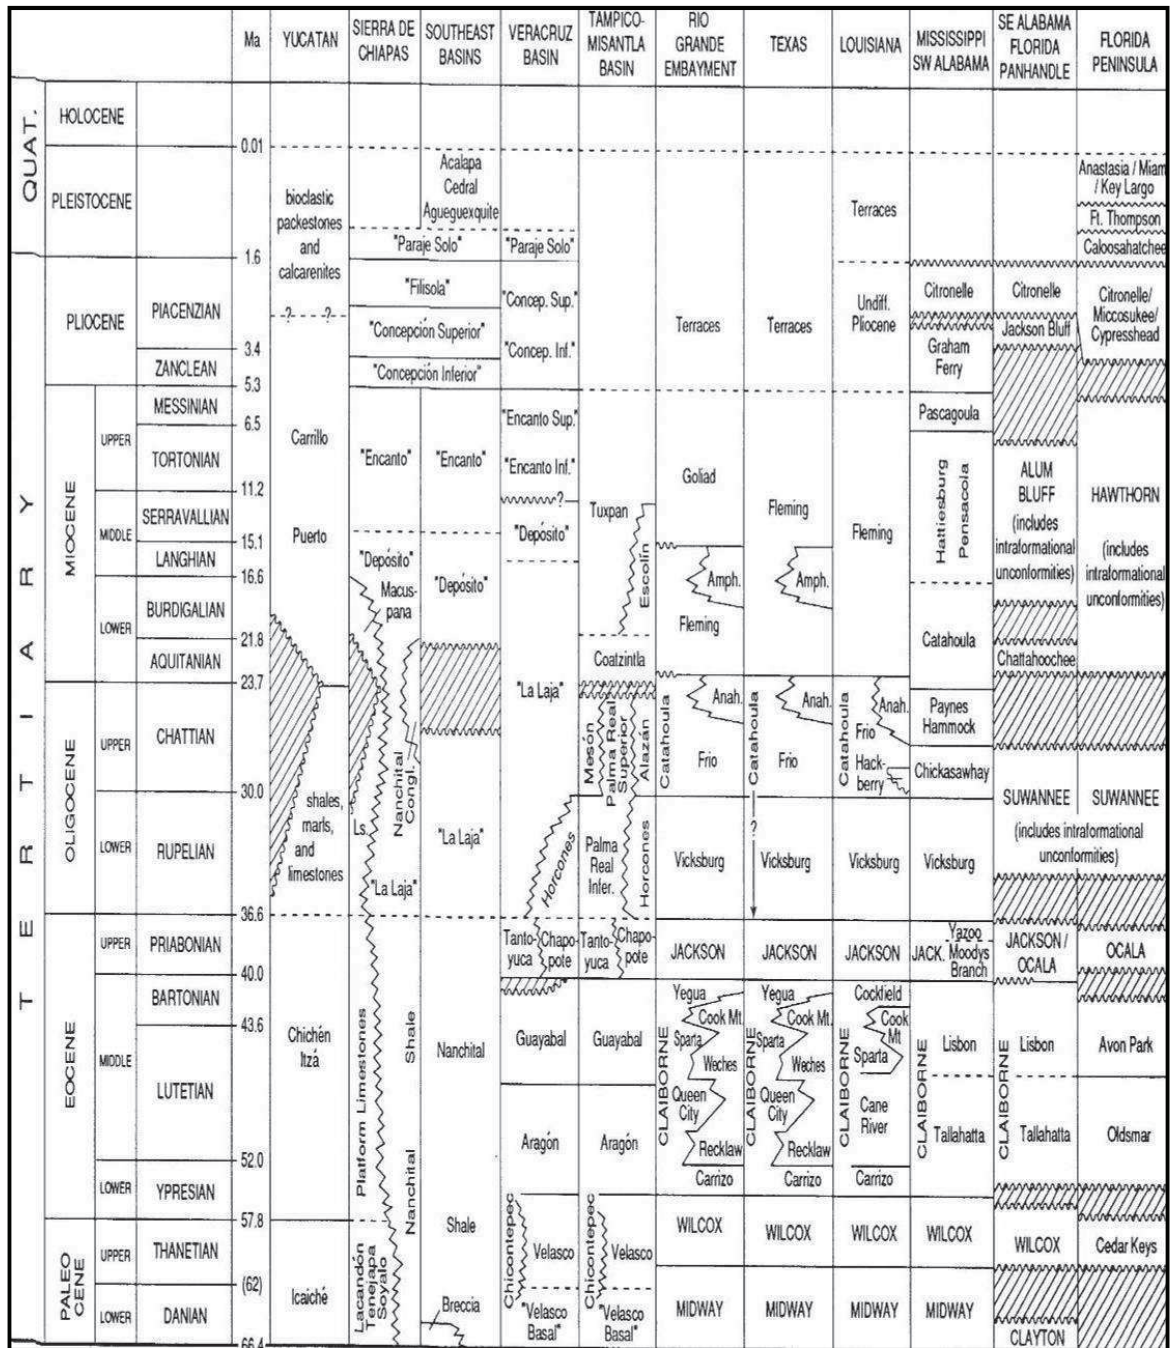 Ma
YUCATAN
SIERRA DE
CHIAPAS
SOUTHEAST
BASINS
VERACRUZ
BASIN
TAMPICO-
MISANTLA
BASIN
RIO
GRANDE
EMBAYMENT
TEXAS
LOUISIANA
MISSISSIPPI
SW ALABAMA
SE ALABAMA
FLORIDA
PANHANDLE
FLORIDA
PENINSULA
QUAT.
TERTIARY
HOLOCENE
PLEISTOCENE
PLIOCENE
MIOCENE
OLIGOCENE
EOCENE
PALEO
CENE
UPPER
MIDDLE
LOWER
UPPER
LOWER
UPPER
MIDDLE
LOWER
UPPER
LOWER
PIACENZIAN
ZANCLEAN
MESSINIAN
TORTONIAN
SERRAVALLIAN
LANGHIAN
BURDIGALIAN
AQUITANIAN
CHATTIAN
RUPELIAN
PRIABONIAN
BARTONIAN
LUTETIAN
YPRESIAN
THANETIAN
DANIAN
0.01
1.6
3.4
5.3
6.5
11.2
15.1
16.6
21.8
23.7
30.0
36.6
40.0
43.6
52.0
57.8
(62)
66.4
bioclastic
packestones
and
calcarenites
? ?
Carrillo
Puerto
shales,
marls,
and
limestones
Chichén
Itzá
Icaiché
"Paraje Solo"
"Filisola"
"Concepción Superior"
"Concepción Inferior"
"Encanto"
"Depósito"
Macus-
pana
Nanchital
Congl.
Ls.
"La Laja"
Platform Limestones
Nanchital Shale
Lacandón
Tenejapa
Soyalo
Acalapa
Cedral
Agueguexquite
"Encanto"
"Depósito"
"La Laja"
Nanchital
Shale
Breccia
"Paraje Solo"
"Concep. Sup."
"Concep. Inf."
"Encanto Sup."
"Encanto Inf."
?
"Depósito"
"La Laja"
Horcones
Tanto-
yuca
Chapo-
pote
Guayabal
Aragón
Chicontepec
Velasco
"Velasco
Basal"
Tuxpan
Escolín
Coatzintla
Mesón
Palma Real
Superior
Alazán
Palma
Real
Infer.
Horcones
Tanto-
yuca
Chapo-
pote
Guayabal
Aragón
Chicontepec
Velasco
"Velasco
Basal"
Terraces
Goliad
Amph.
Fleming
Catahoula
Anah.
Frio
Vicksburg
JACKSON
CLAIBORNE
Yegua
Cook Mt.
Sparta
Weches
Queen
City
Recklaw
Carrizo
WILCOX
MIDWAY
Terraces
Fleming
Amph.
Catahoula
Anah.
Frio
?
Vicksburg
JACKSON
CLAIBORNE
Yegua
Cook Mt.
Sparta
Weches
Queen
City
Recklaw
Carrizo
WILCOX
MIDWAY
Terraces
Undiff.
Pliocene
Fleming
Catahoula
Anah.
Frio
Hack-
berry
Vicksburg
JACKSON
CLAIBORNE
Cockfield
Cook
Mt
Sparta
Cane
River
Carrizo
WILCOX
MIDWAY
Citronelle
Graham
Ferry
Pascagoula
Hattiesburg
Pensacola
Catahoula
Paynes
Hammock
Chickasawhay
Vicksburg
JACK.
Yazoo
Moodys
Branch
CLAIBORNE
Lisbon
Tallahatta
WILCOX
MIDWAY
Citronelle
Jackson Bluff
ALUM
BLUFF
(includes
intraformational
unconformities)
Chattahoochee
SUWANNEE
(includes intraformational
unconformities)
JACKSON /
OCALA
CLAIBORNE
Lisbon
Tallahatta
WILCOX
CLAYTON
Anastasia / Miam
/ Key Largo
Ft. Thompson
Caloosahatchee
Citronelle/
Miccosukee/
Cypresshead
HAWTHORN
(includes
intraformational
unconformities)
SUWANNEE
OCALA
Avon Park
Oldsmar
Cedar Keys